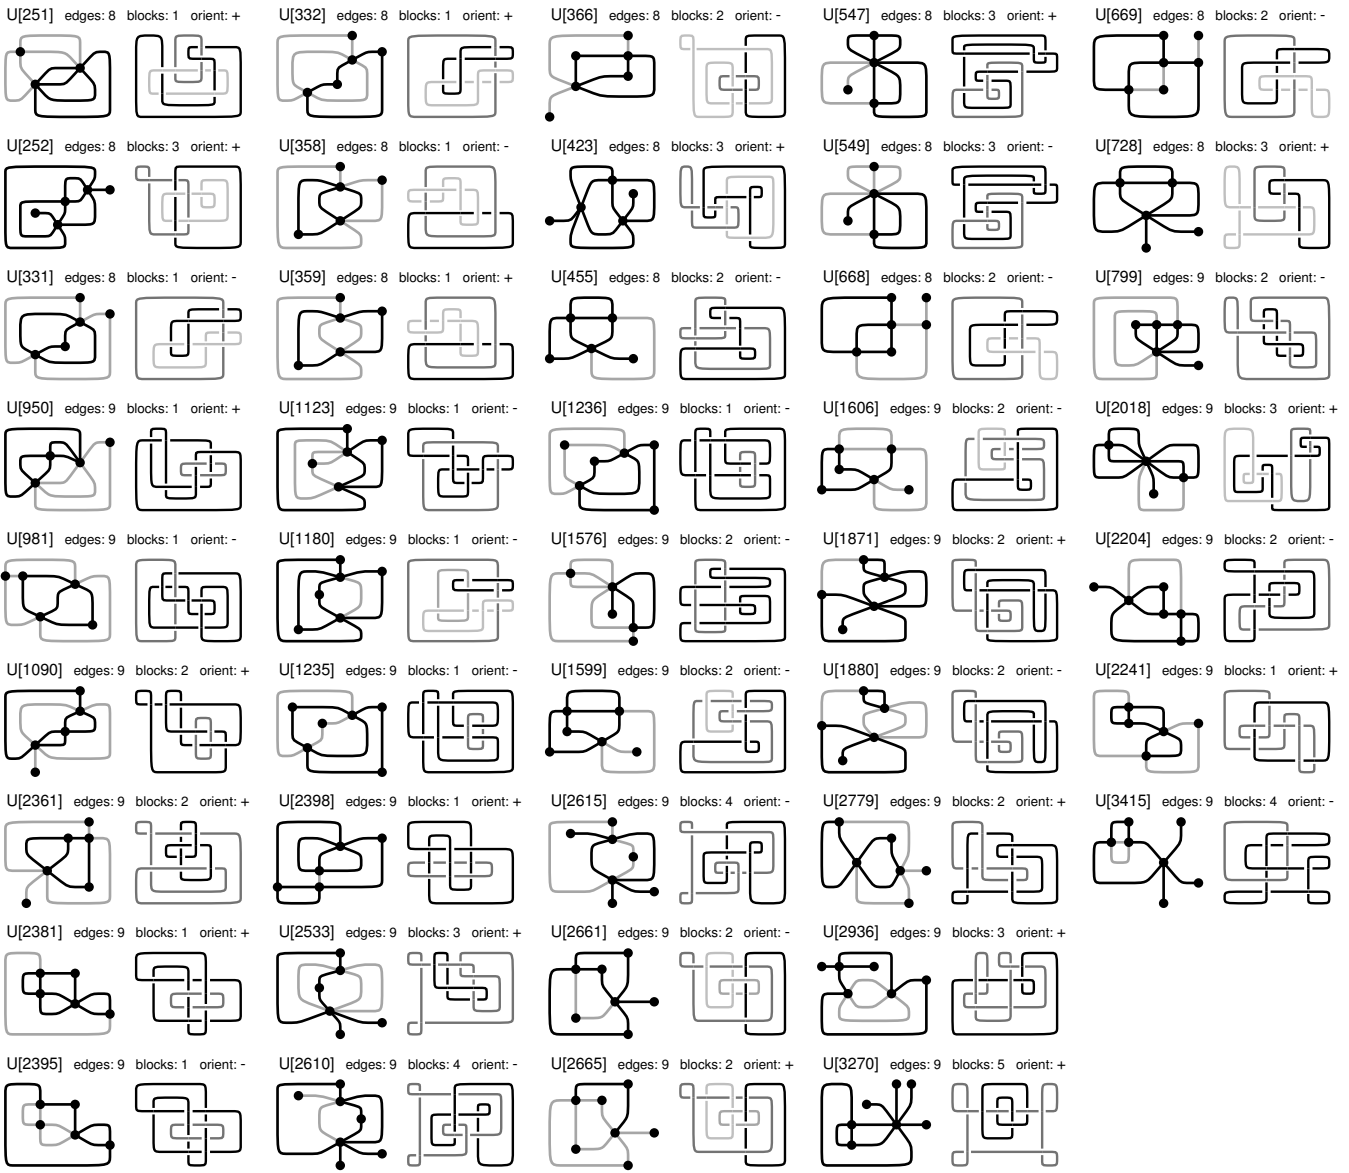 U[251] edges: 8 blocks: 1 orient: +
U[332] edges: 8 blocks: 1 orient: +
U[366] edges: 8 blocks: 2 orient: -
U[547] edges: 8 blocks: 3 orient: +
U[669] edges: 8 blocks: 2 orient: -
U[252] edges: 8 blocks: 3 orient: +
U[358] edges: 8 blocks: 1 orient: -
U[423] edges: 8 blocks: 3 orient: +
U[549] edges: 8 blocks: 3 orient: -
U[728] edges: 8 blocks: 3 orient: +
U[331] edges: 8 blocks: 1 orient: -
U[359] edges: 8 blocks: 1 orient: +
U[455] edges: 8 blocks: 2 orient: -
U[668] edges: 8 blocks: 2 orient: -
U[799] edges: 9 blocks: 2 orient: -
U[950] edges: 9 blocks: 1 orient: +
U[1123] edges: 9 blocks: 1 orient: -
U[1236] edges: 9 blocks: 1 orient: -
U[1606] edges: 9 blocks: 2 orient: -
U[2018] edges: 9 blocks: 3 orient: +
U[981] edges: 9 blocks: 1 orient: -
U[1180] edges: 9 blocks: 1 orient: -
U[1576] edges: 9 blocks: 2 orient: -
U[1871] edges: 9 blocks: 2 orient: +
U[2204] edges: 9 blocks: 2 orient: -
U[1090] edges: 9 blocks: 2 orient: +
U[1235] edges: 9 blocks: 1 orient: -
U[1599] edges: 9 blocks: 2 orient: -
U[1880] edges: 9 blocks: 2 orient: -
U[2241] edges: 9 blocks: 1 orient: +
U[2361] edges: 9 blocks: 2 orient: +
U[2398] edges: 9 blocks: 1 orient: +
U[2615] edges: 9 blocks: 4 orient: -
U[2779] edges: 9 blocks: 2 orient: +
U[3415] edges: 9 blocks: 4 orient: -
U[2381] edges: 9 blocks: 1 orient: +
U[2533] edges: 9 blocks: 3 orient: +
U[2661] edges: 9 blocks: 2 orient: -
U[2936] edges: 9 blocks: 3 orient: +
U[2395] edges: 9 blocks: 1 orient: -
U[2610] edges: 9 blocks: 4 orient: -
U[2665] edges: 9 blocks: 2 orient: +
U[3270] edges: 9 blocks: 5 orient: +